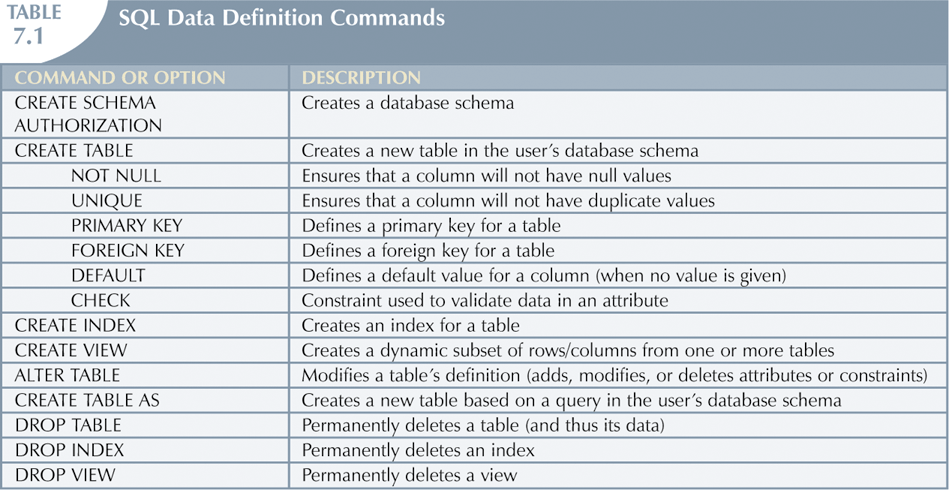 TABLE
7.1
SQL Data Definition Commands
COMMAND OR OPTION DESCRIPTION
CREATE SCHEMA Creates a database schema
AUTHORIZATION
CREATE TABLE Creates a new table in the user's database schema
NOT NULL Ensures that a column will not have null values
UNIQUE Ensures that a column will not have duplicate values
PRIMARY KEY Defines a primary key for a table
FOREIGN KEY Defines a foreign key for a table
DEFAULT Defines a default value for a column (when no value is given)
CHECK Constraint used to validate data in an attribute
CREATE INDEX Creates an index for a table
CREATE VIEW Creates a dynamic subset of rows/columns from one or more tables
ALTER TABLE Modifies a table's definition (adds, modifies, or deletes attributes or constraints)
CREATE TABLE AS Creates a new table based on a query in the user's database schema
DROP TABLE Permanently deletes a table (and thus its data)
DROP INDEX Permanently deletes an index
DROP VIEW Permanently deletes a view